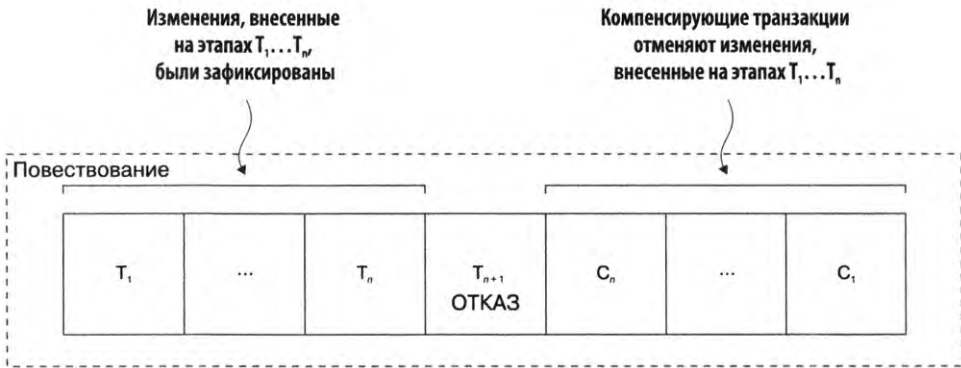 Изменения, внесенные
на этапах T₁...Tₙ,
были зафиксированы
Компенсирующие транзакции
отменяют изменения,
внесенные на этапах T₁...Tₙ
Повествование
T₁
...
Tₙ
Tₙ₊₁
ОТКАЗ
Cₙ
...
C₁